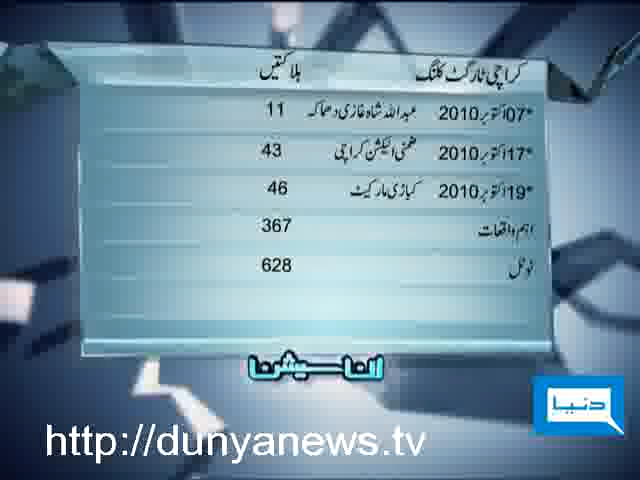 کراچی ٹارگٹ کلنگ ہلاکتیں
*07 اکتوبر 2010 عبداللہ شاہ غازی دھماکہ 11
*17 اکتوبر 2010 ضمنی الیکشن کراچی 43
*19 اکتوبر 2010 کباڑی مارکیٹ 46
اہم واقعات 367
ٹوٹل 628
دنیا
http://dunyanews.tv